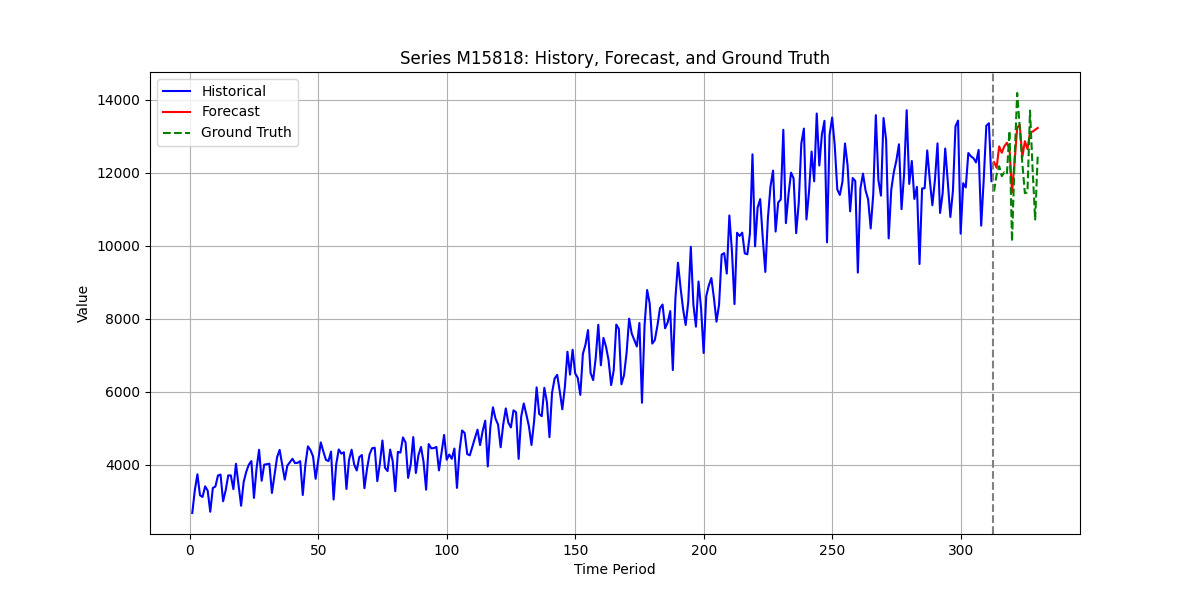 Series M15818: History, Forecast, and Ground Truth
Historical
Forecast
Ground Truth
14000
12000
10000
8000
6000
4000
Value
0 50 100 150 200 250 300
Time Period